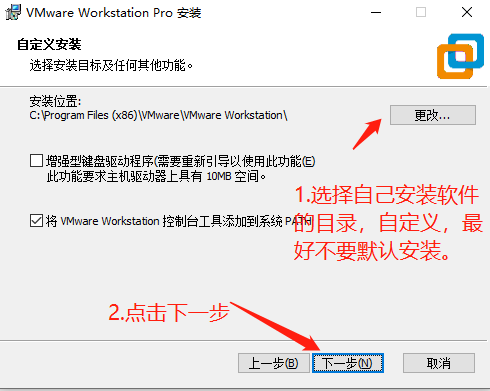 VMware Workstation Pro 安装
自定义安装
选择安装目标及任何其他功能。
安装位置:
C:\Program Files (x86)\VMware\VMware Workstation\
更改...
增强型键盘驱动程序(需要重新引导以使用此功能(E)
此功能要求主机驱动器上具有 10MB 空间。
将 VMware Workstation 控制台工具添加到系统 PATH
1.选择自己安装软件
的目录，自定义，最
好不要默认安装。
2.点击下一步
上一步(B)
下一步(N)
取消